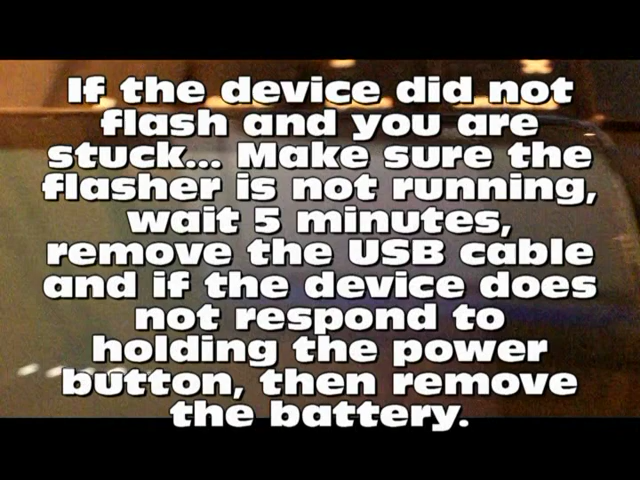 If the device did not
flash and you are
stuck... Make sure the
flasher is not running,
wait 5 minutes,
remove the USB cable
and if the device does
not respond to
holding the power
button, then remove
the battery.